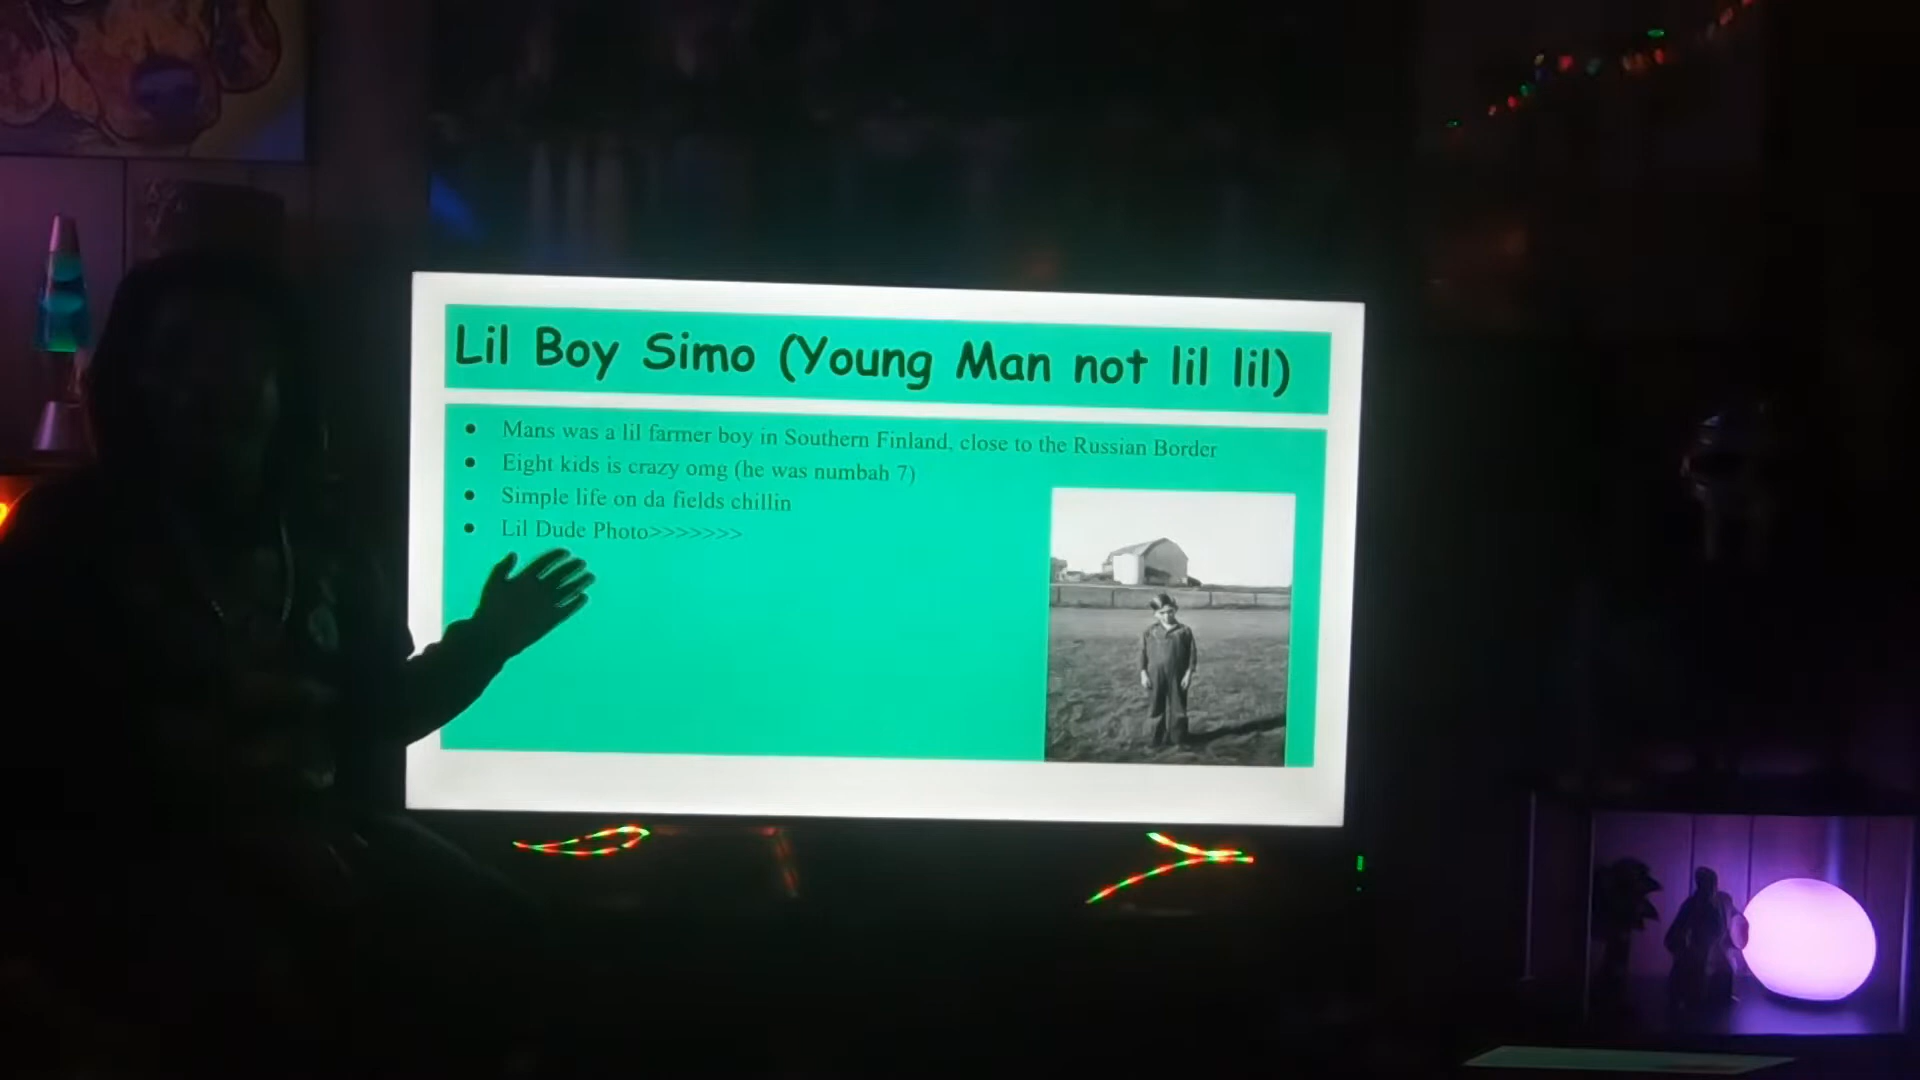 Lil Boy Simo (Young Man not lil lil)
● Mans was a lil farmer boy in Southern Finland, close to the Russian Border
● Eight kids is crazy omg (he was numbah 7)
● Simple life on da fields chillin
● Lil Dude Photo>>>>>>>